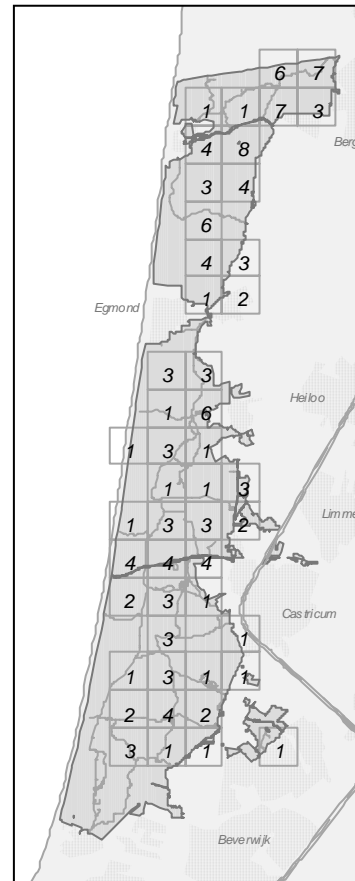 6 7
1 1 7 3
Berg
4 8
3 4
6
4 3
1 2
Egmond
3 3
Heiloo
1 6
1 3 1
1 1 3
Limme
1 3 3 2
4 4 4
2 3 1
Castricum
3 1
1 3 1 1
2 4 2
3 1 1 1
Beverwijk